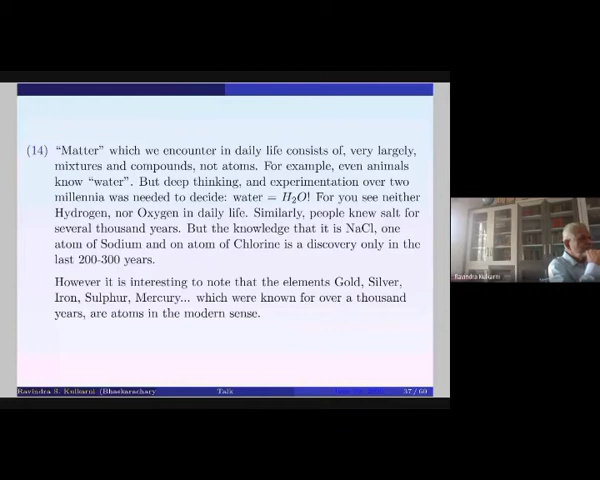 (14) “Matter” which we encounter in daily life consists of, very largely,
mixtures and compounds, not atoms. For example, even animals
know “water”. But deep thinking, and experimentation over two
millennia was needed to decide: water = H₂O! For you see neither
Hydrogen, nor Oxygen in daily life. Similarly, people knew salt for
several thousand years. But the knowledge that it is NaCl, one
atom of Sodium and on atom of Chlorine is a discovery only in the
last 200-300 years.
However it is interesting to note that the elements Gold, Silver,
Iron, Sulphur, Mercury... which were known for over a thousand
years, are atoms in the modern sense.
Ravindra S. Kulkarni (Bhaskarachary
Talk
37 / 60
Ravindra Kulkarni